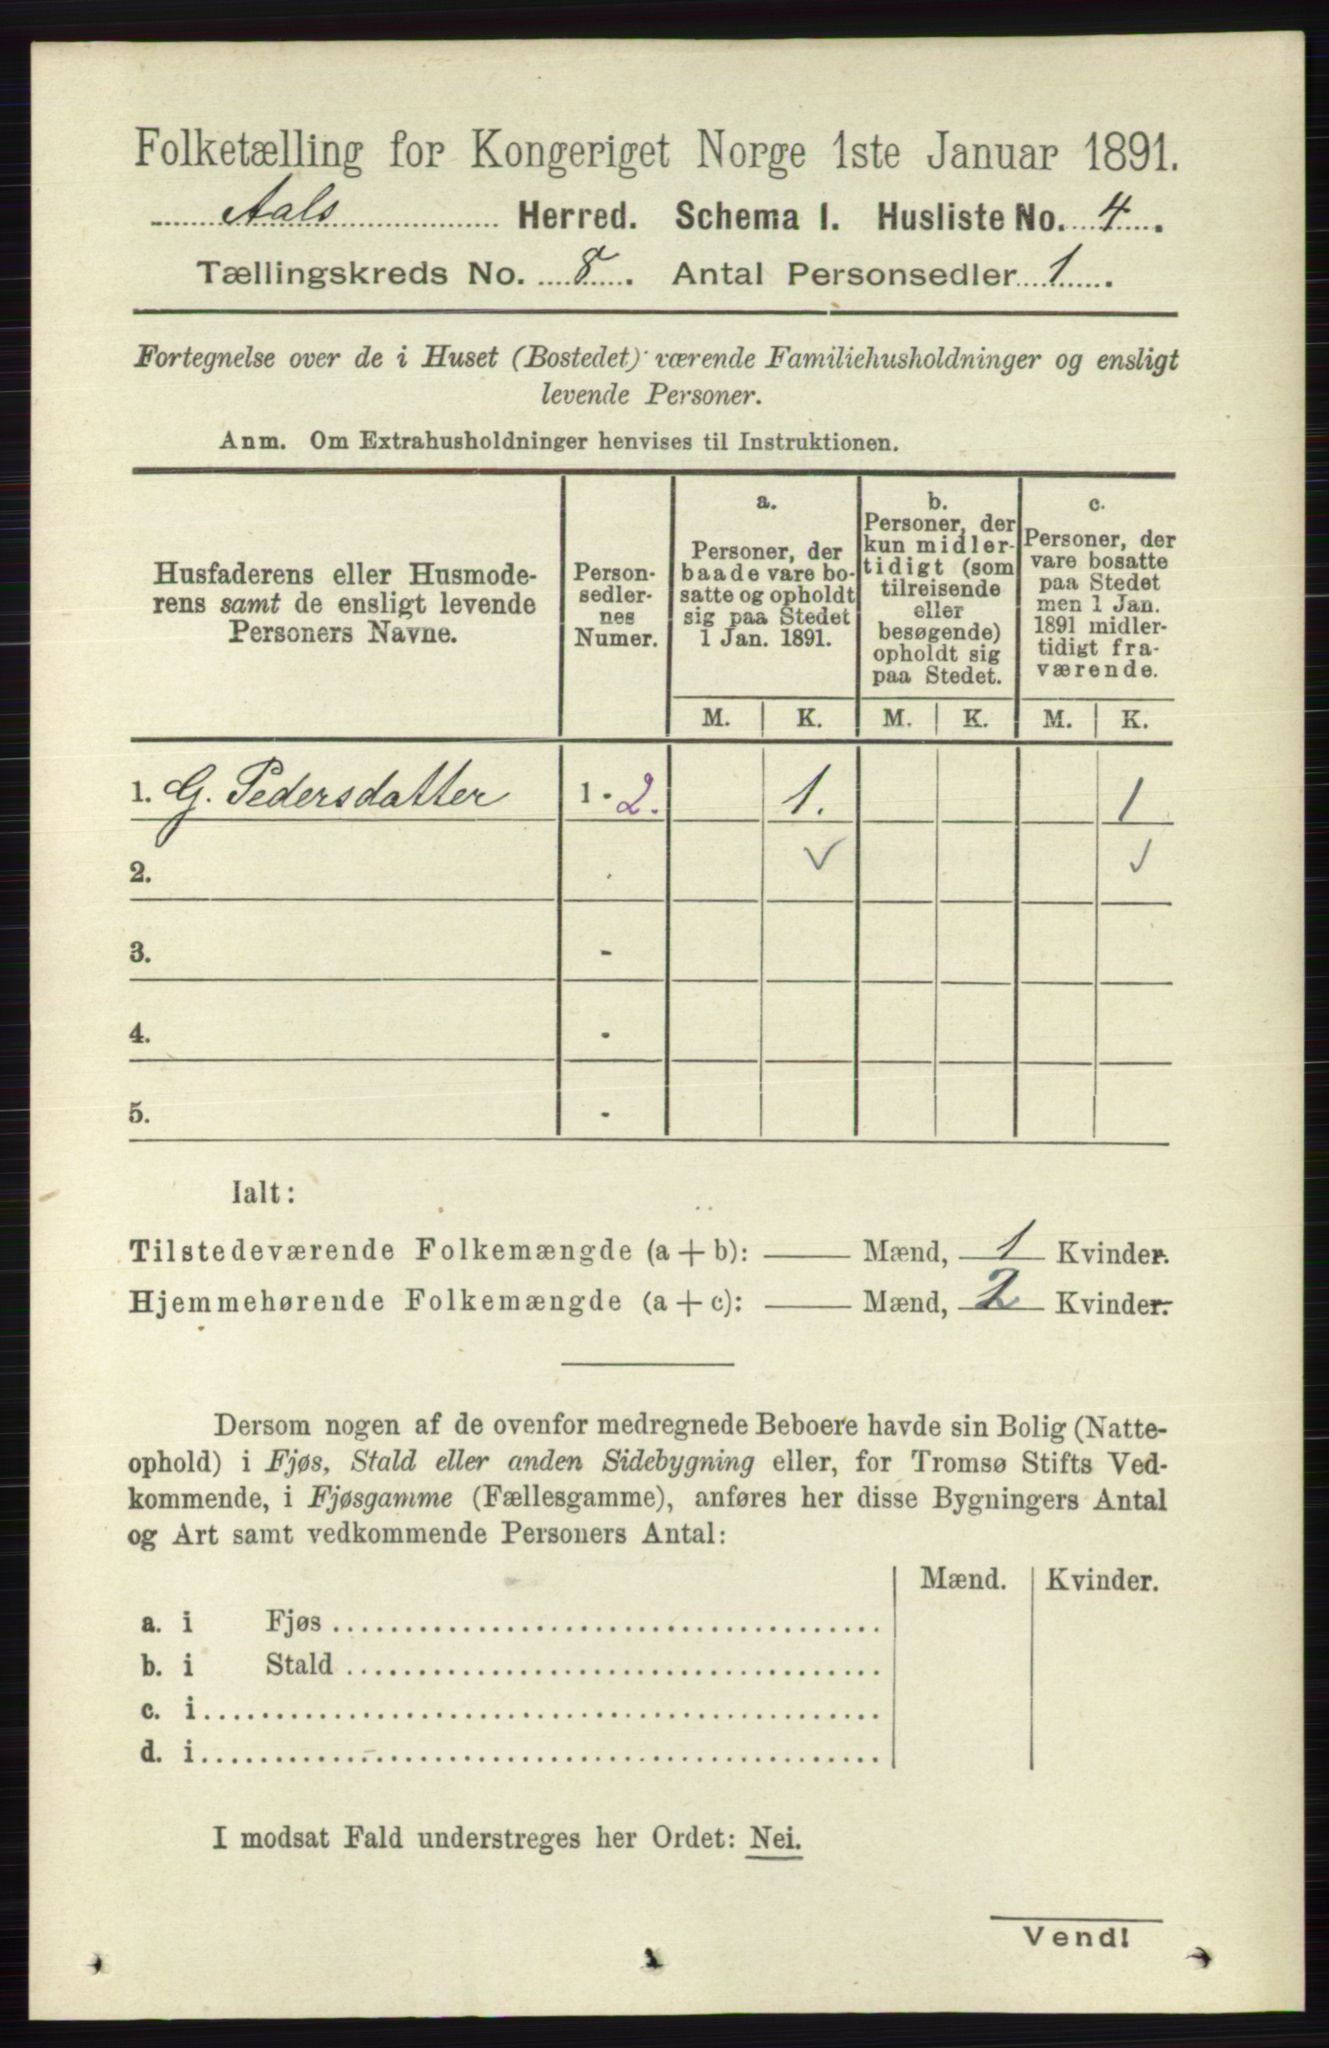 Folketælling for Kongeriget Norge 1ste Januar 1891.
Aals Herred. Schema I. Husliste No. 4.
Tællingskreds No. 8. Antal Personsedler 1.
Fortegnelse over de i Huset (Bostedet) værende Familiehusholdninger og ensligt
levende Personer.
Anm. Om Extrahusholdninger henvises til Instruktionen.
Husfaderens eller Husmode-
rens samt de ensligt levende
Personers Navne.
Person-
sedler-
nes
Numer.
a.
Personer, der
baade vare bo-
satte og opholdt
sig paa Stedet
1 Jan. 1891.
b.
Personer, der
kun midler-
tidigt (som
tilreisende
eller
besøgende)
opholdt sig
paa Stedet.
c.
Personer, der
vare bosatte
paa Stedet
men 1 Jan.
1891 midler-
tidigt fra-
værende.
M. K. M. K. M. K.
1. G. Pedersdatter 1 - 2. 1. 1
2. ✓ ✓
3. -
4. -
5. -
Ialt:
Tilstedeværende Folkemængde (a + b): — Mænd, 1 Kvinder.
Hjemmehørende Folkemængde (a + c): — Mænd, 2 Kvinder.
Dersom nogen af de ovenfor medregnede Beboere havde sin Bolig (Natte-
ophold) i Fjøs, Stald eller anden Sidebygning eller, for Tromsø Stifts Ved-
kommende, i Fjøsgamme (Fællesgamme), anføres her disse Bygningers Antal
og Art samt vedkommende Personers Antal:
Mænd. Kvinder.
a. i Fjøs
b. i Stald
c. i
d. i
I modsat Fald understreges her Ordet: Nei.
Vend!